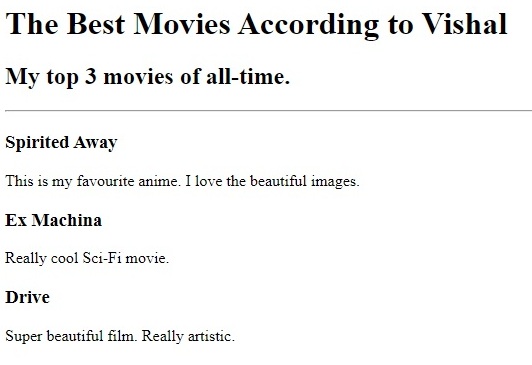 The Best Movies According to Vishal
My top 3 movies of all-time.
Spirited Away
This is my favourite anime. I love the beautiful images.
Ex Machina
Really cool Sci-Fi movie.
Drive
Super beautiful film. Really artistic.